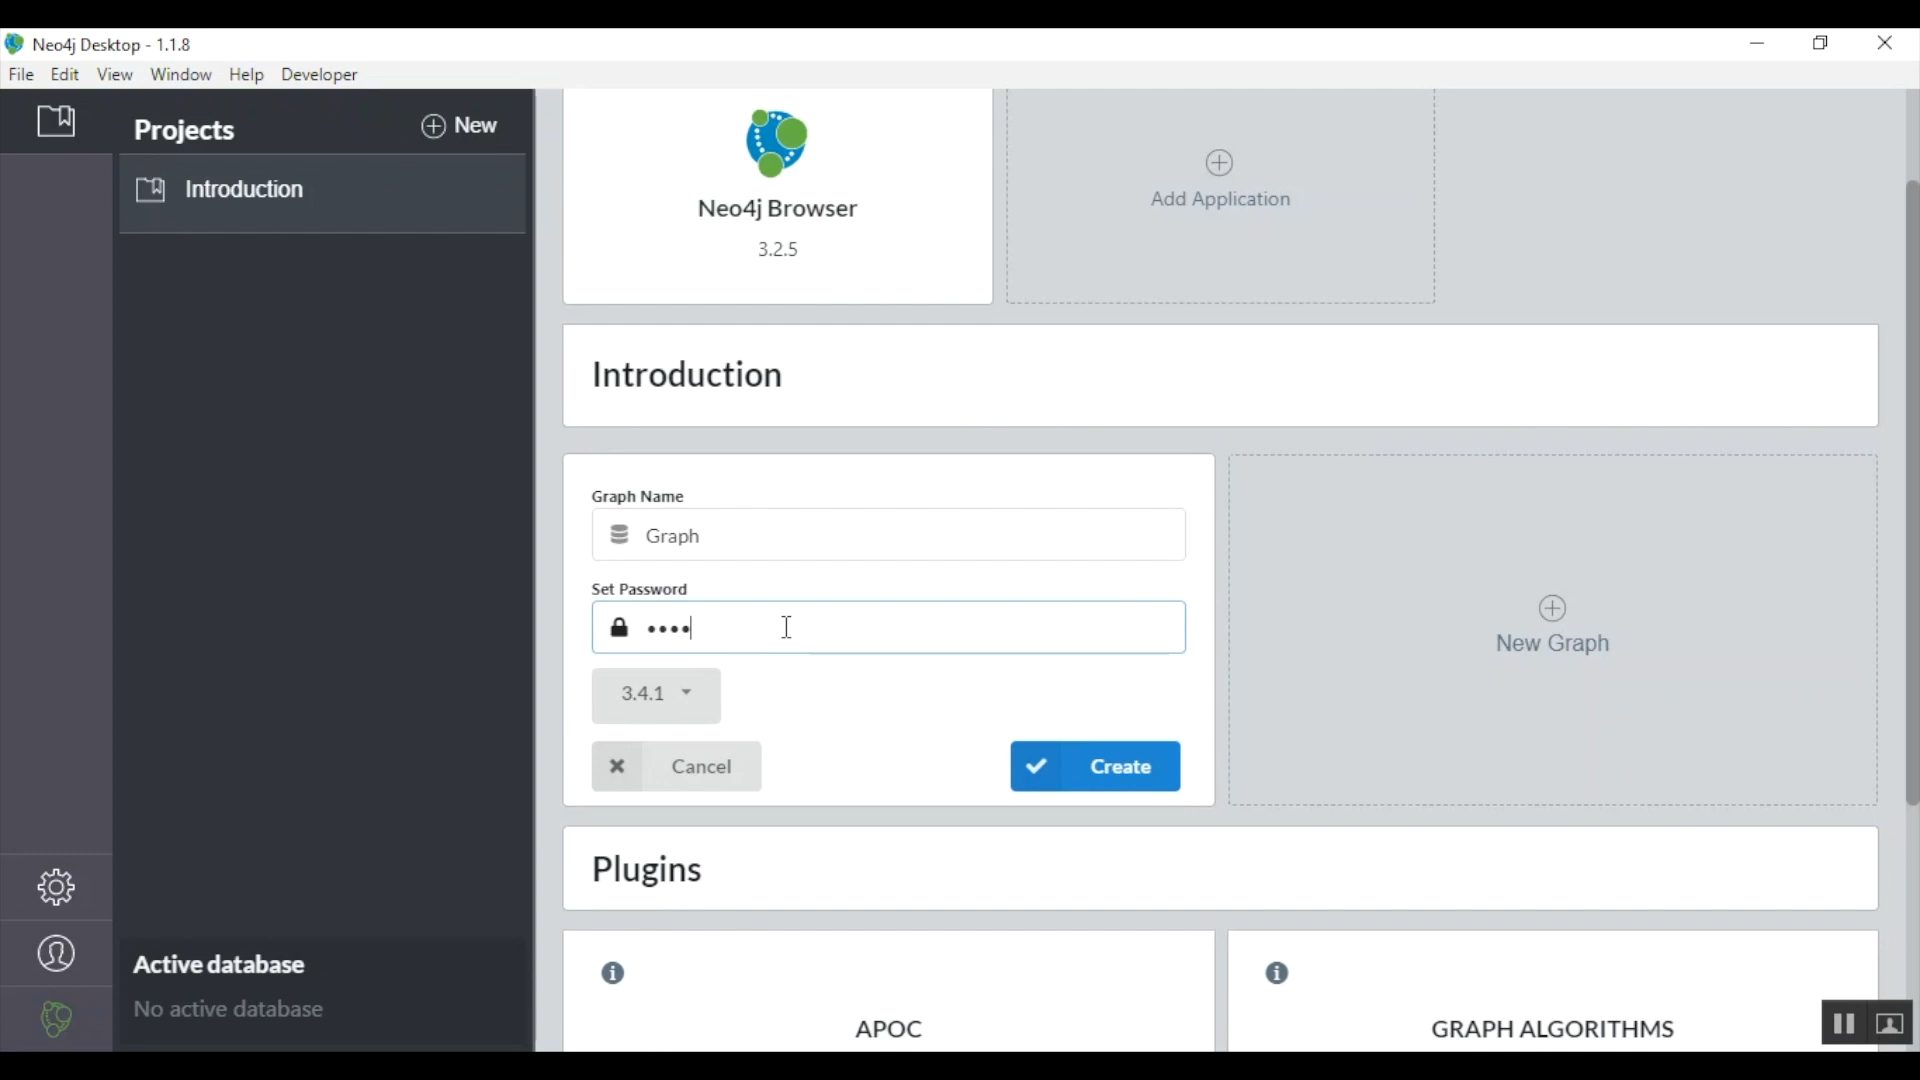 Neo4j Desktop - 1.1.8
File Edit View Window Help Developer
Projects
New
Introduction
Active database
No active database
Neo4j Browser
3.2.5
Add Application
Introduction
Graph Name
Graph
Set Password
••••
3.4.1
Cancel
Create
New Graph
Plugins
APOC
GRAPH ALGORITHMS